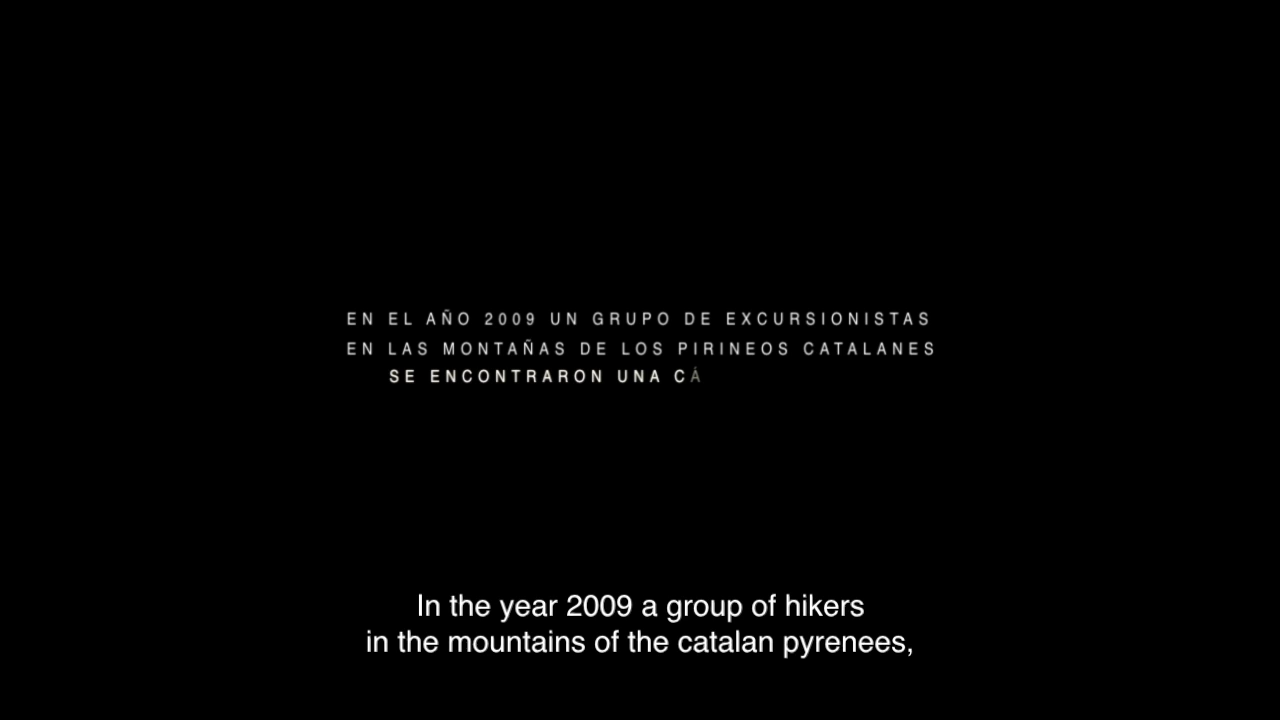 EN EL AÑO 2009 UN GRUPO DE EXCURSIONISTAS
EN LAS MONTAÑAS DE LOS PIRINEOS CATALANES
SE ENCONTRARON UNA CÁ
In the year 2009 a group of hikers
in the mountains of the catalan pyrenees,